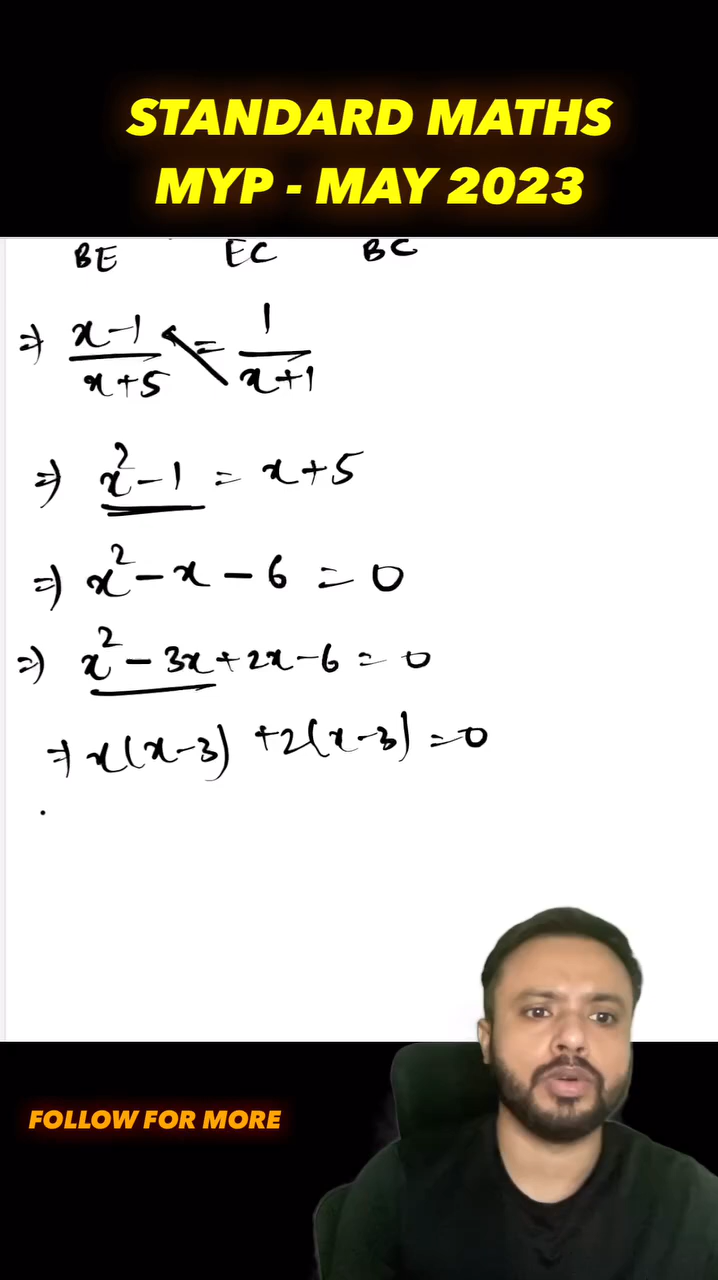 STANDARD MATHS
MYP - MAY 2023
BE EC BC
⇒ x-1/x+5 = 1/x+1
⇒ x²-1 = x+5
⇒ x²-x-6 = 0
⇒ x²-3x+2x-6=0
⇒ x(x-3) +2(x-3)=0
FOLLOW FOR MORE